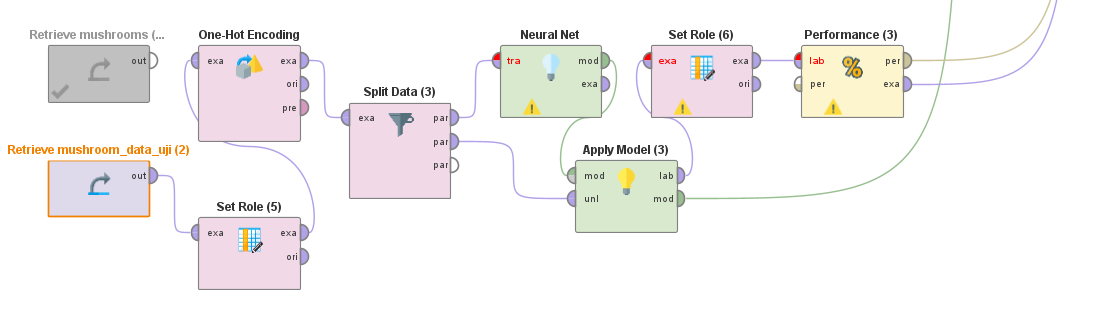 Retrieve mushrooms (...
out
One-Hot Encoding
exa exa
ori
pre
Split Data (3)
exa par
par
par
Neural Net
tra mod
exa
Set Role (6)
exa exa
ori
Performance (3)
lab per
per exa
%
Retrieve mushroom_data_uji (2)
out
Set Role (5)
exa exa
ori
Apply Model (3)
mod lab
unl mod